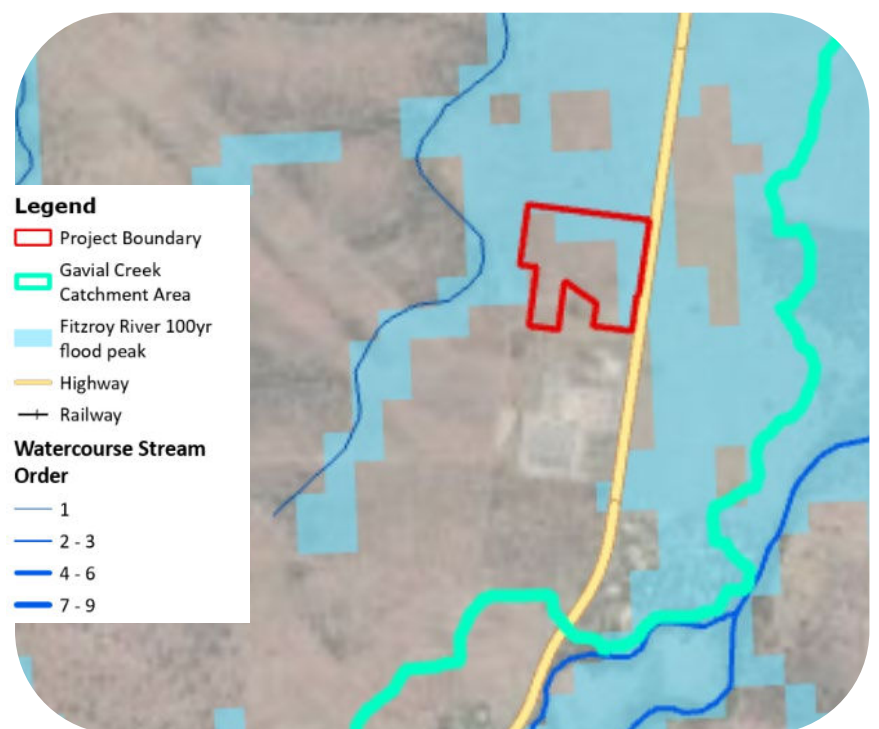 Legend
Project Boundary
Gavial Creek
Catchment Area
Fitzroy River 100yr
flood peak
Highway
Railway
Watercourse Stream
Order
1
2 - 3
4 - 6
7 - 9